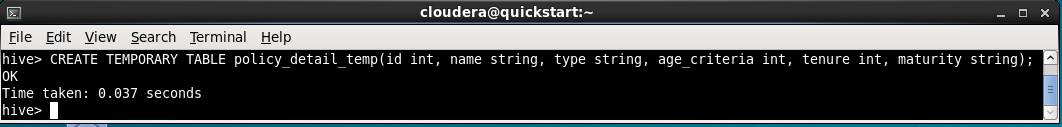 cloudera@quickstart:~
File Edit View Search Terminal Help
hive> CREATE TEMPORARY TABLE policy_detail_temp(id int, name string, type string, age_criteria int, tenure int, maturity string);
OK
Time taken: 0.037 seconds
hive>